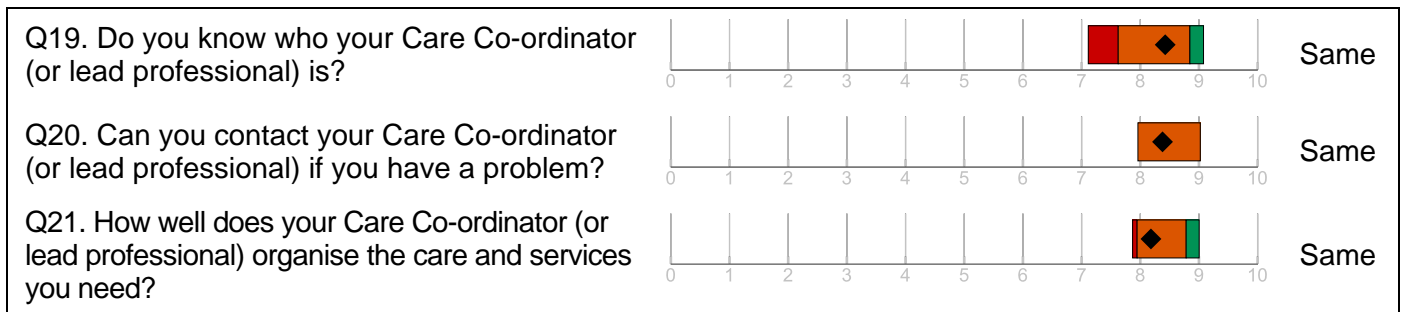 Q19. Do you know who your Care Co-ordinator
(or lead professional) is?
Same
0 1 2 3 4 5 6 7 8 9 10
Q20. Can you contact your Care Co-ordinator
(or lead professional) if you have a problem?
Same
0 1 2 3 4 5 6 7 8 9 10
Q21. How well does your Care Co-ordinator (or
lead professional) organise the care and services
you need?
Same
0 1 2 3 4 5 6 7 8 9 10